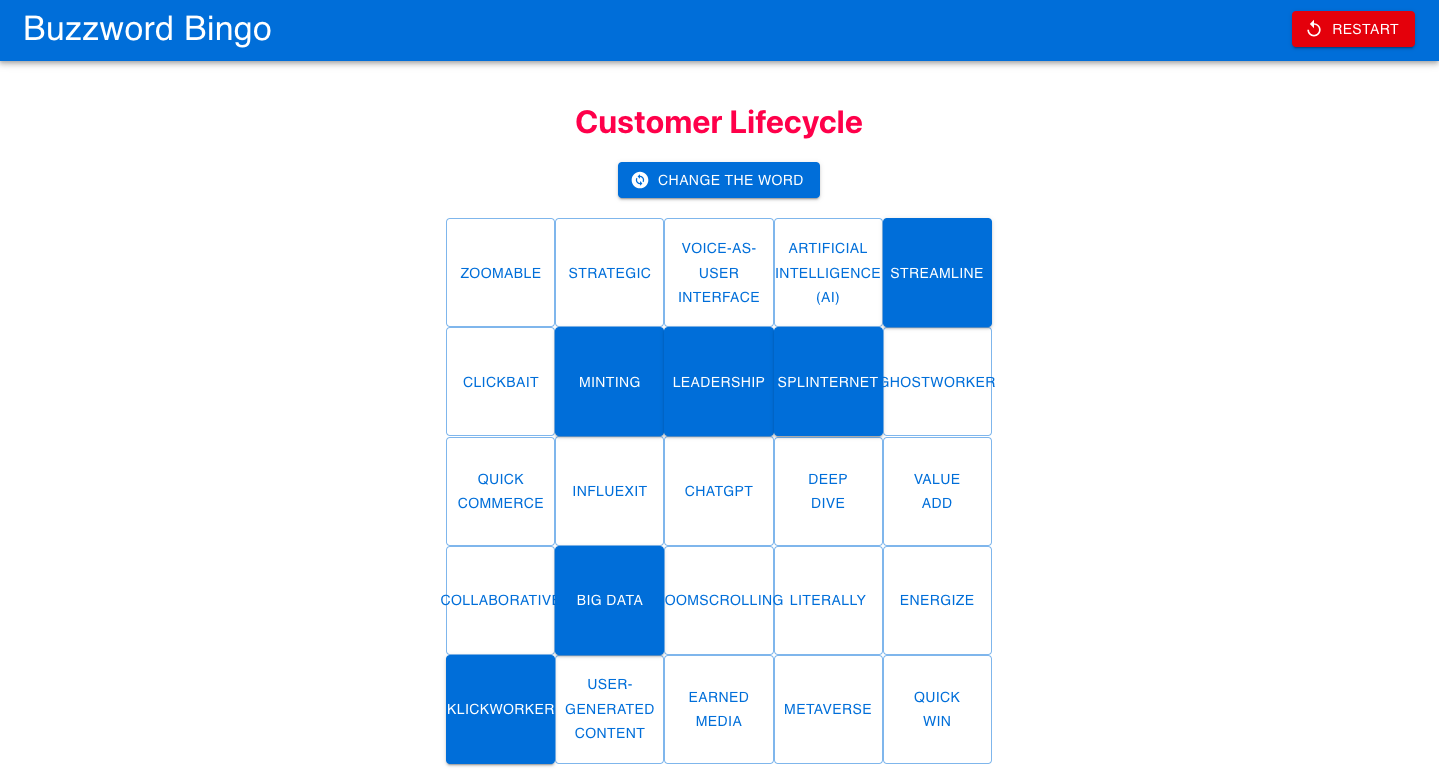 Buzzword Bingo
RESTART
Customer Lifecycle
CHANGE THE WORD
ZOOMABLE
STRATEGIC
VOICE-AS-
USER
INTERFACE
ARTIFICIAL
INTELLIGENCE
(AI)
STREAMLINE
CLICKBAIT
MINTING
LEADERSHIP
SPLINTERNET
GHOSTWORKER
QUICK
COMMERCE
INFLUEXIT
CHATGPT
DEEP
DIVE
VALUE
ADD
COLLABORATIVE
BIG DATA
OOMSCROLLING
LITERALLY
ENERGIZE
KLICKWORKER
USER-
GENERATED
CONTENT
EARNED
MEDIA
METAVERSE
QUICK
WIN